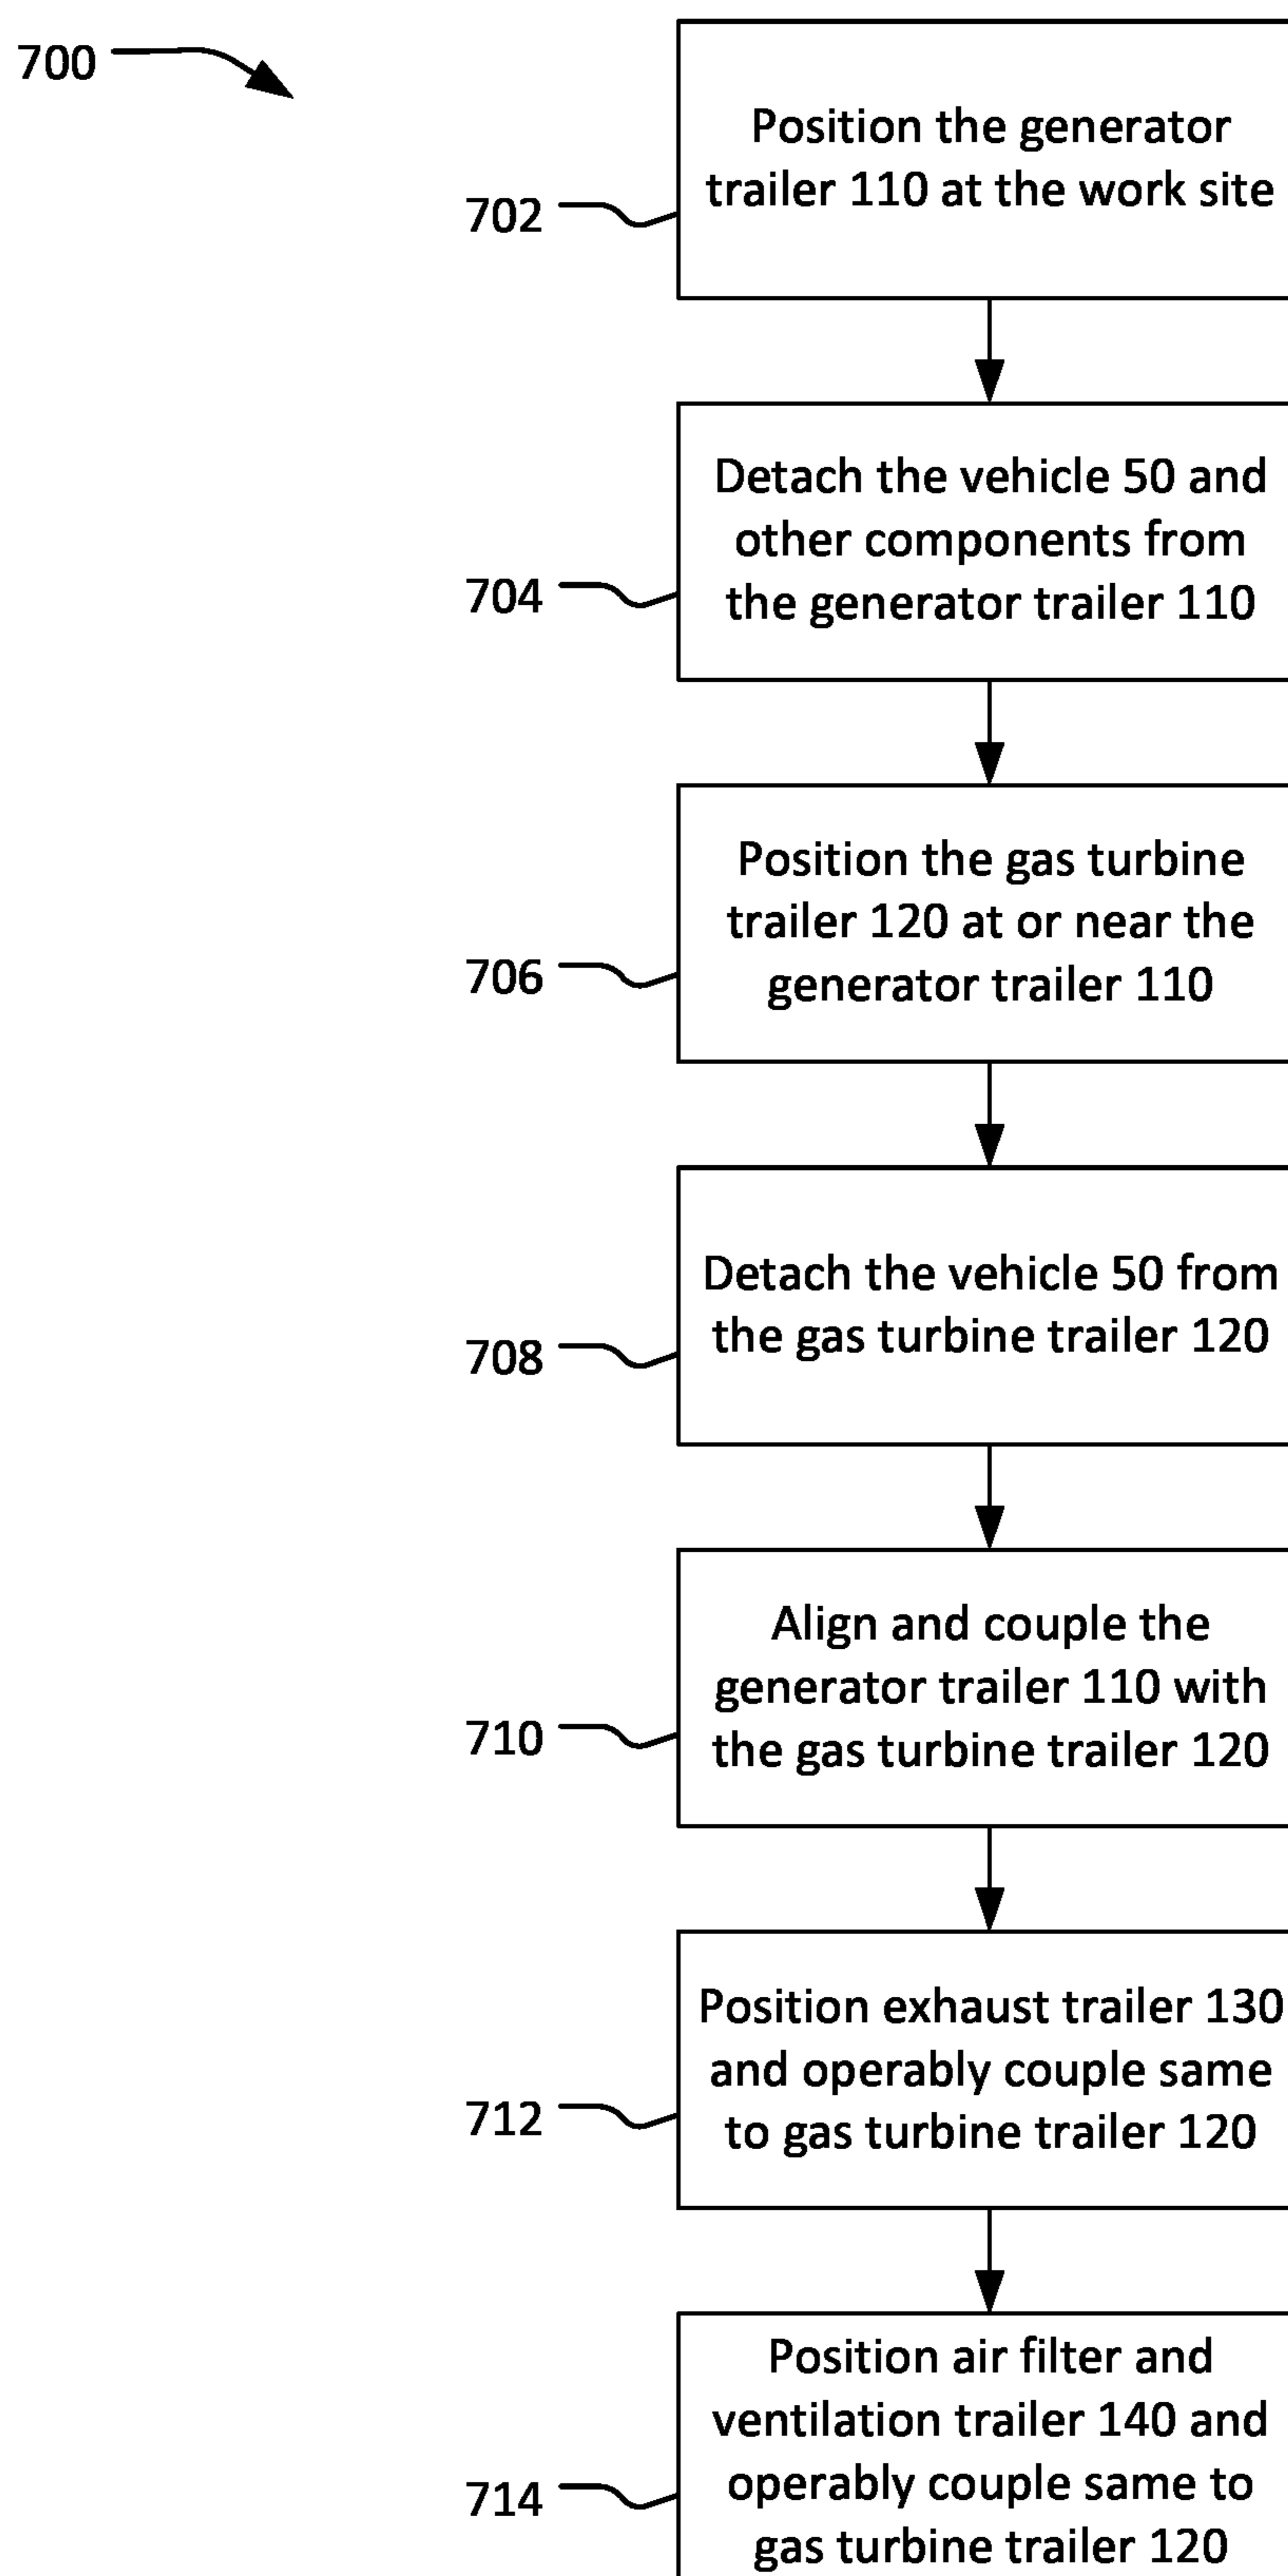 700
Position the generator
trailer 110 at the work site
702
Detach the vehicle 50 and
other components from
the generator trailer 110
704
Position the gas turbine
trailer 120 at or near the
generator trailer 110
706
Detach the vehicle 50 from
the gas turbine trailer 120
708
Align and couple the
generator trailer 110 with
the gas turbine trailer 120
710
Position exhaust trailer 130
and operably couple same
to gas turbine trailer 120
712
Position air filter and
ventilation trailer 140 and
operably couple same to
gas turbine trailer 120
714